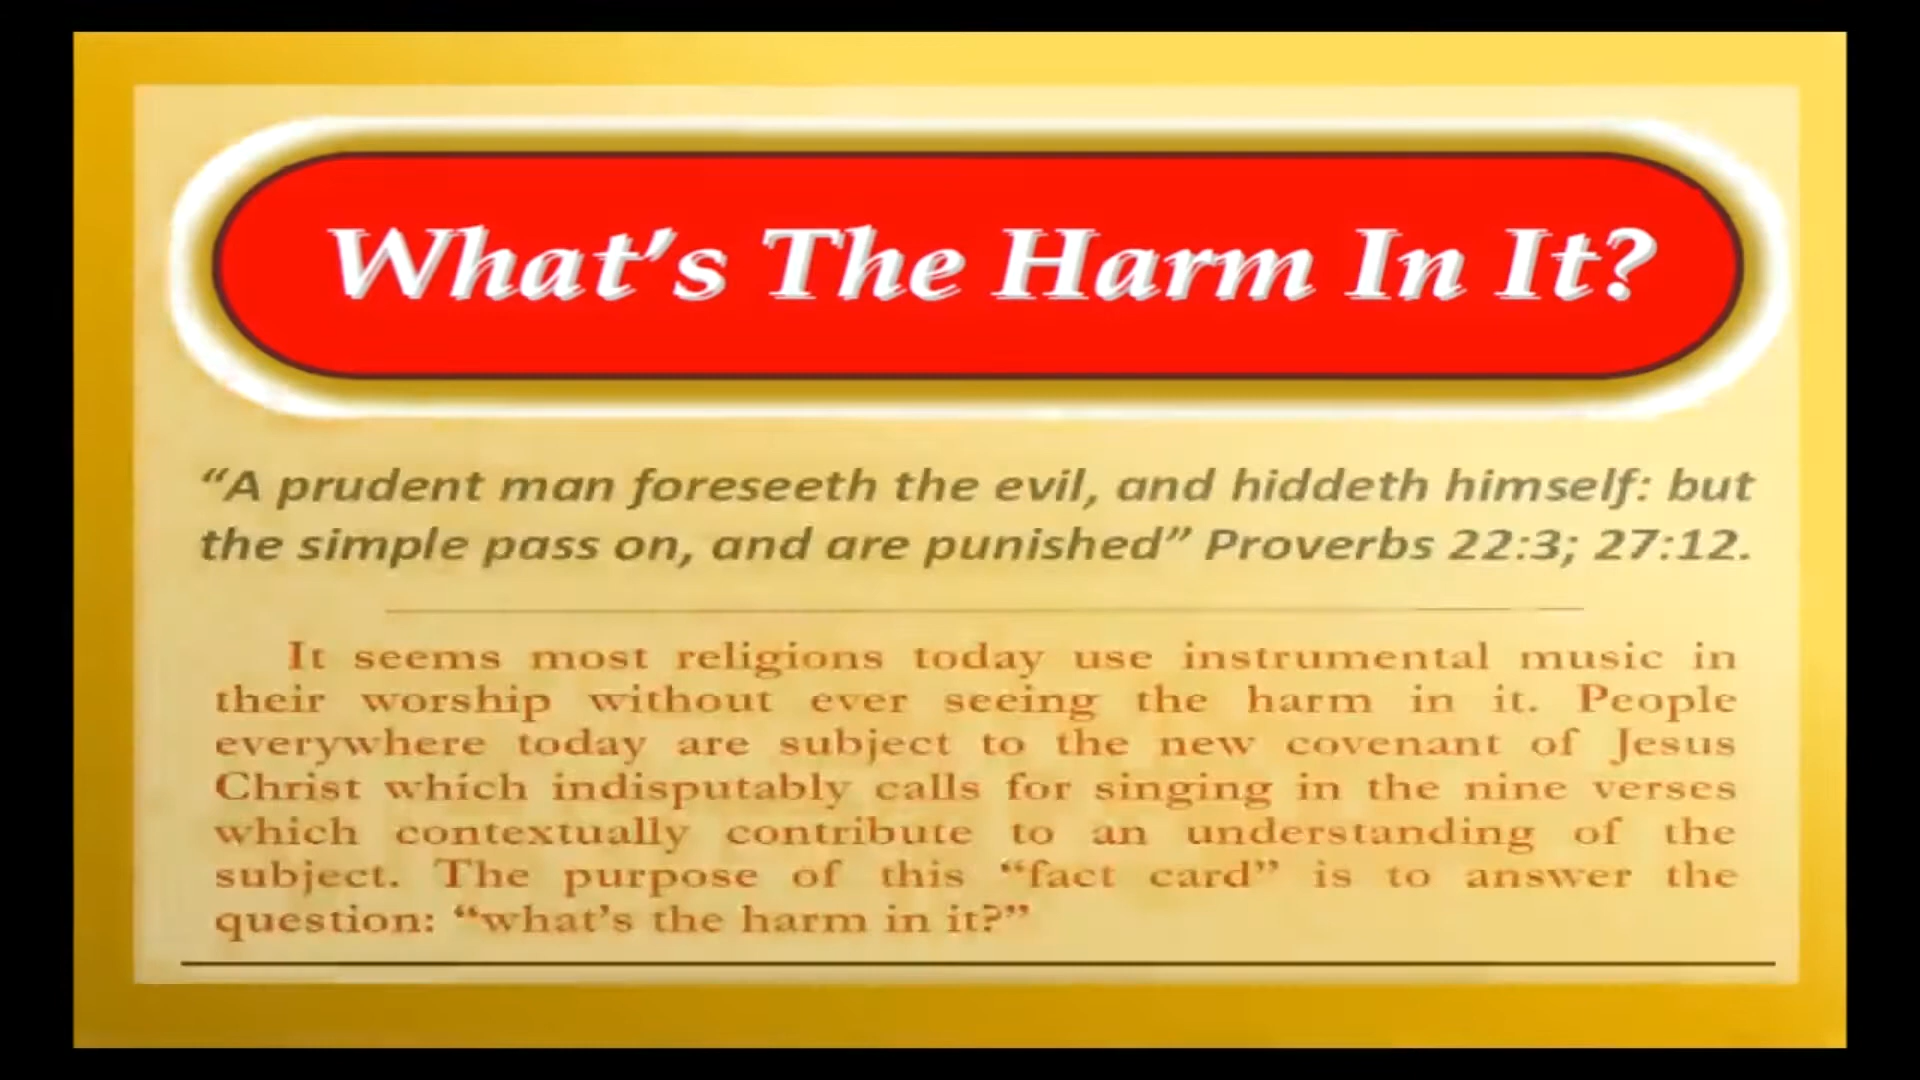 What's The Harm In It?
“A prudent man foreseeth the evil, and hiddeth himself: but
the simple pass on, and are punished” Proverbs 22:3; 27:12.
It seems most religions today use instrumental music in
their worship without ever seeing the harm in it. People
everywhere today are subject to the new covenant of Jesus
Christ which indisputably calls for singing in the nine verses
which contextually contribute to an understanding of the
subject. The purpose of this “fact card” is to answer the
question: “what's the harm in it?”